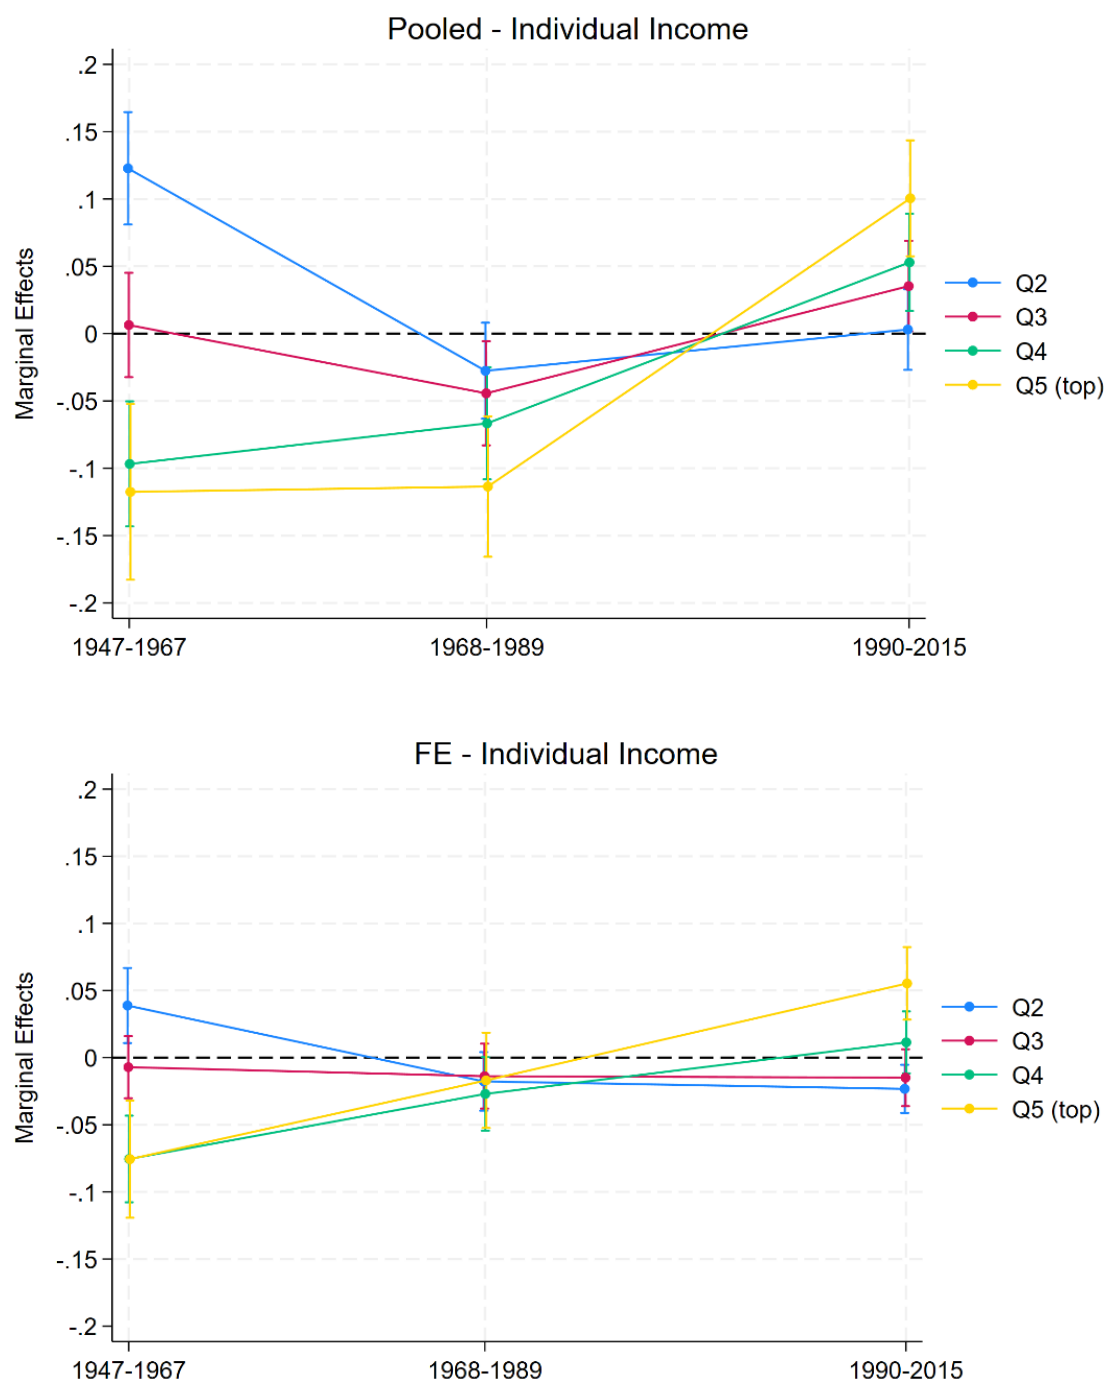 Pooled - Individual Income
.2
.15
.1
.05
0
-.05
-.1
-.15
-.2
Marginal Effects
1947-1967
1968-1989
1990-2015
Q2
Q3
Q4
Q5 (top)
FE - Individual Income
.2
.15
.1
.05
0
-.05
-.1
-.15
-.2
Marginal Effects
1947-1967
1968-1989
1990-2015
Q2
Q3
Q4
Q5 (top)